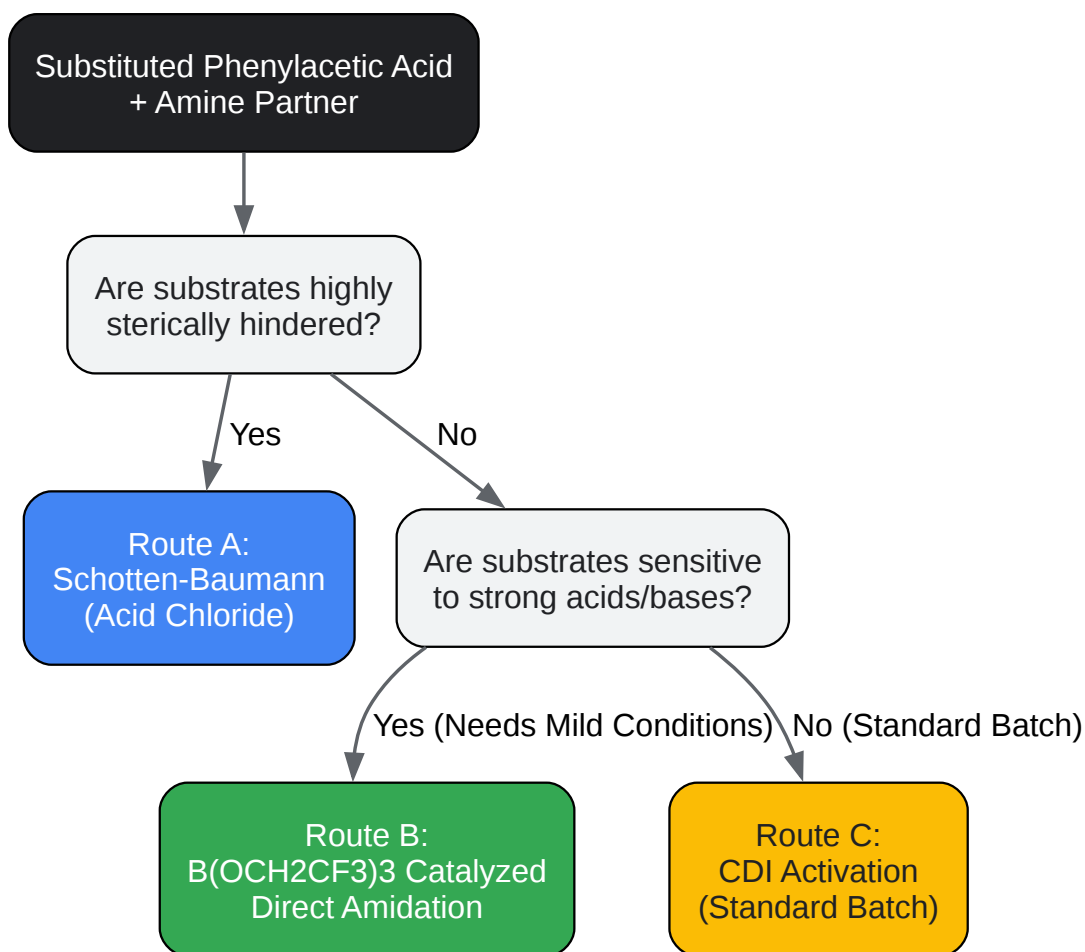 Substituted Phenylacetic Acid
+ Amine Partner
Are substrates highly
sterically hindered?
Yes
No
Route A:
Schotten-Baumann
(Acid Chloride)
Are substrates sensitive
to strong acids/bases?
Yes (Needs Mild Conditions)
No (Standard Batch)
Route B:
B(OCH2CF3)3 Catalyzed
Direct Amidation
Route C:
CDI Activation
(Standard Batch)